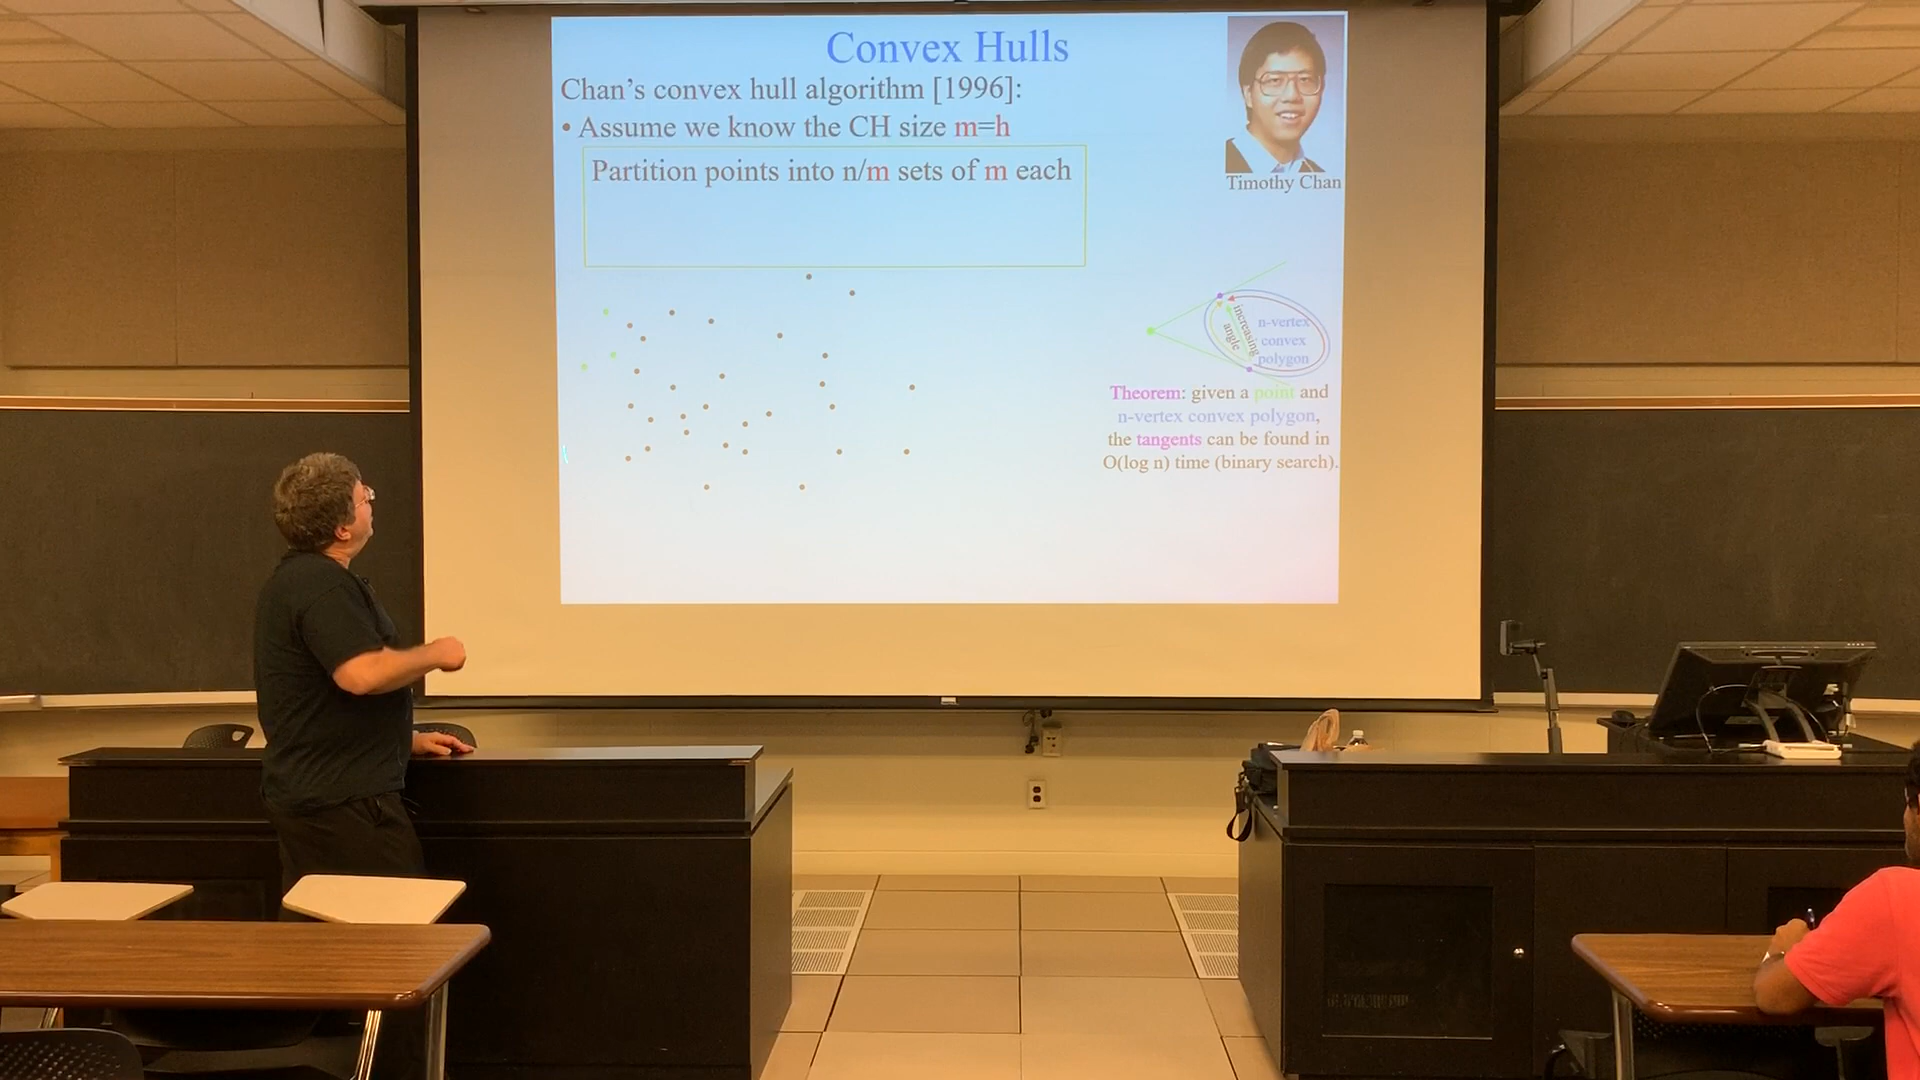 Convex Hulls
Chan's convex hull algorithm [1996]:
• Assume we know the CH size m=h
Partition points into n/m sets of m each
Timothy Chan
increasing
angle
n-vertex
convex
polygon
Theorem: given a point and
n-vertex convex polygon,
the tangents can be found in
O(log n) time (binary search).